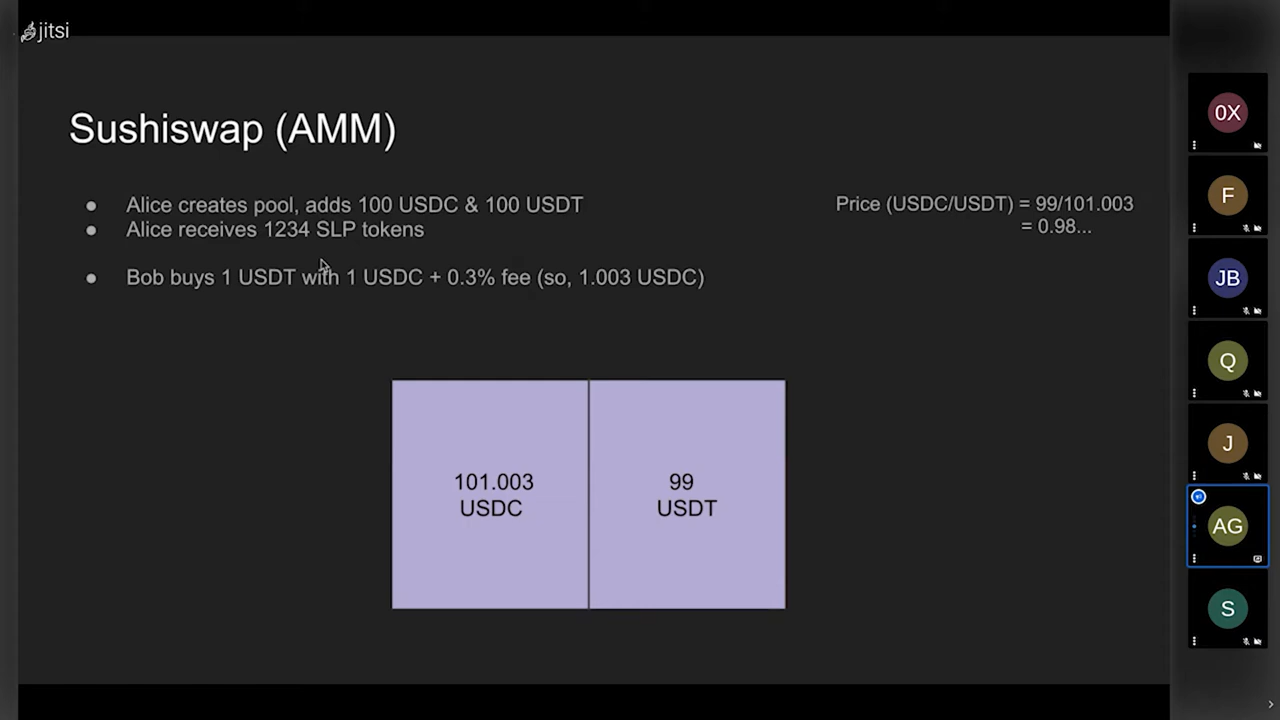 jitsi
Sushiswap (AMM)
● Alice creates pool, adds 100 USDC & 100 USDT
● Alice receives 1234 SLP tokens
● Bob buys 1 USDT with 1 USDC + 0.3% fee (so, 1.003 USDC)
Price (USDC/USDT) = 99/101.003
= 0.98...
101.003
USDC
99
USDT
0X
F
JB
Q
J
AG
S